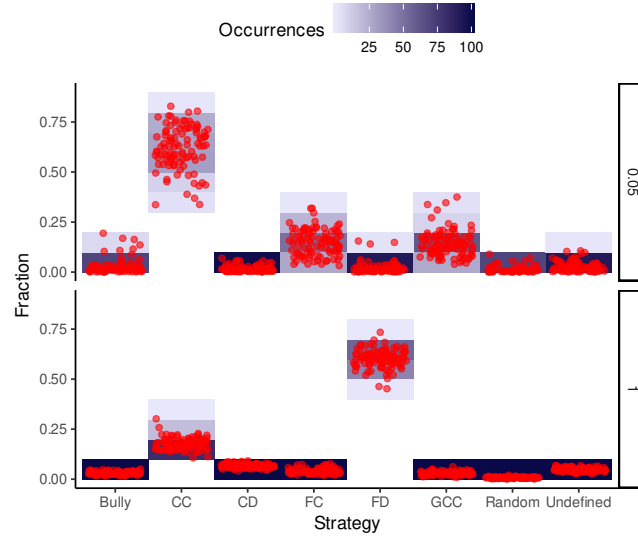 Occurrences
25 50 75 100
Fraction
0.75
0.50
0.25
0.00
0.05
0.75
0.50
0.25
0.00
1
Bully CC CD FC FD GCC Random Undefined
Strategy